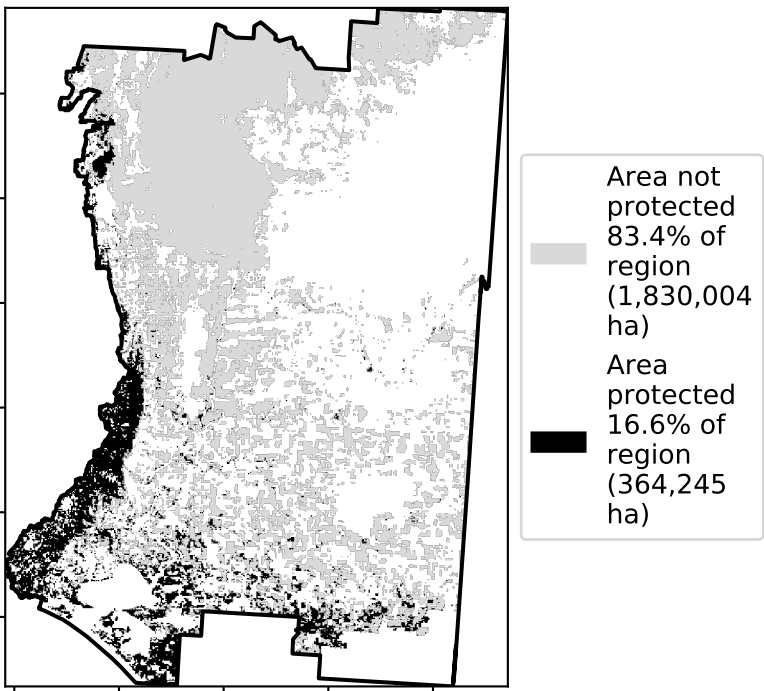 Area not
protected
83.4% of
region
(1,830,004
ha)
Area
protected
16.6% of
region
(364,245
ha)